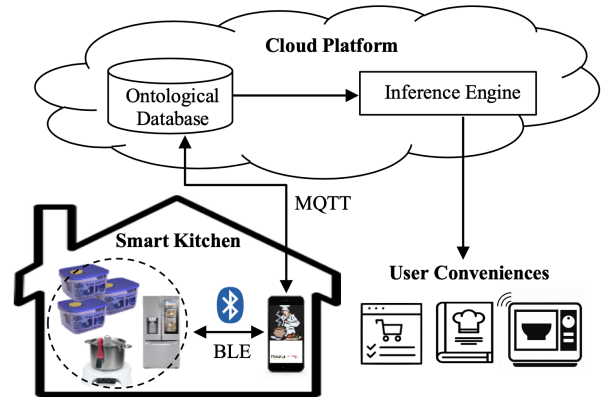 Cloud Platform
Ontological
Database
Inference Engine
MQTT
Smart Kitchen
User Conveniences
BLE